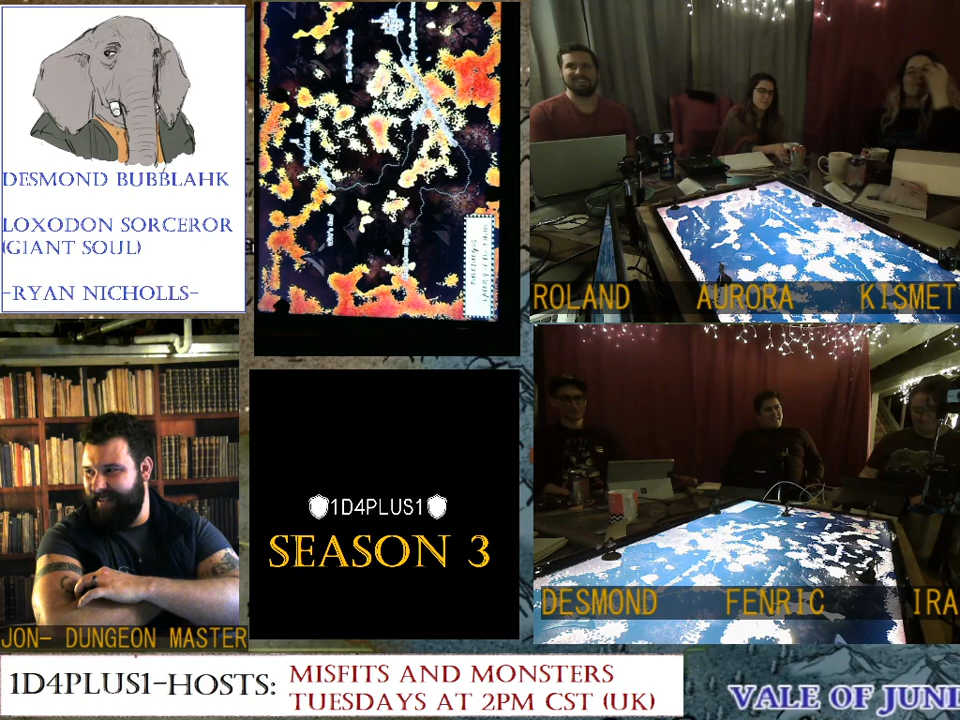 DESMOND BUBBLAHK
LOXODON SORCEROR
(GIANT SOUL)
-RYAN NICHOLLS-
ROLAND AURORA KISMET
1D4PLUS1
SEASON 3
DESMOND FENRIC IRA
JON- DUNGEON MASTER
1D4PLUS1-HOSTS:
MISFITS AND MONSTERS
TUESDAYS AT 2PM CST (UK)
VALE OF JUNI